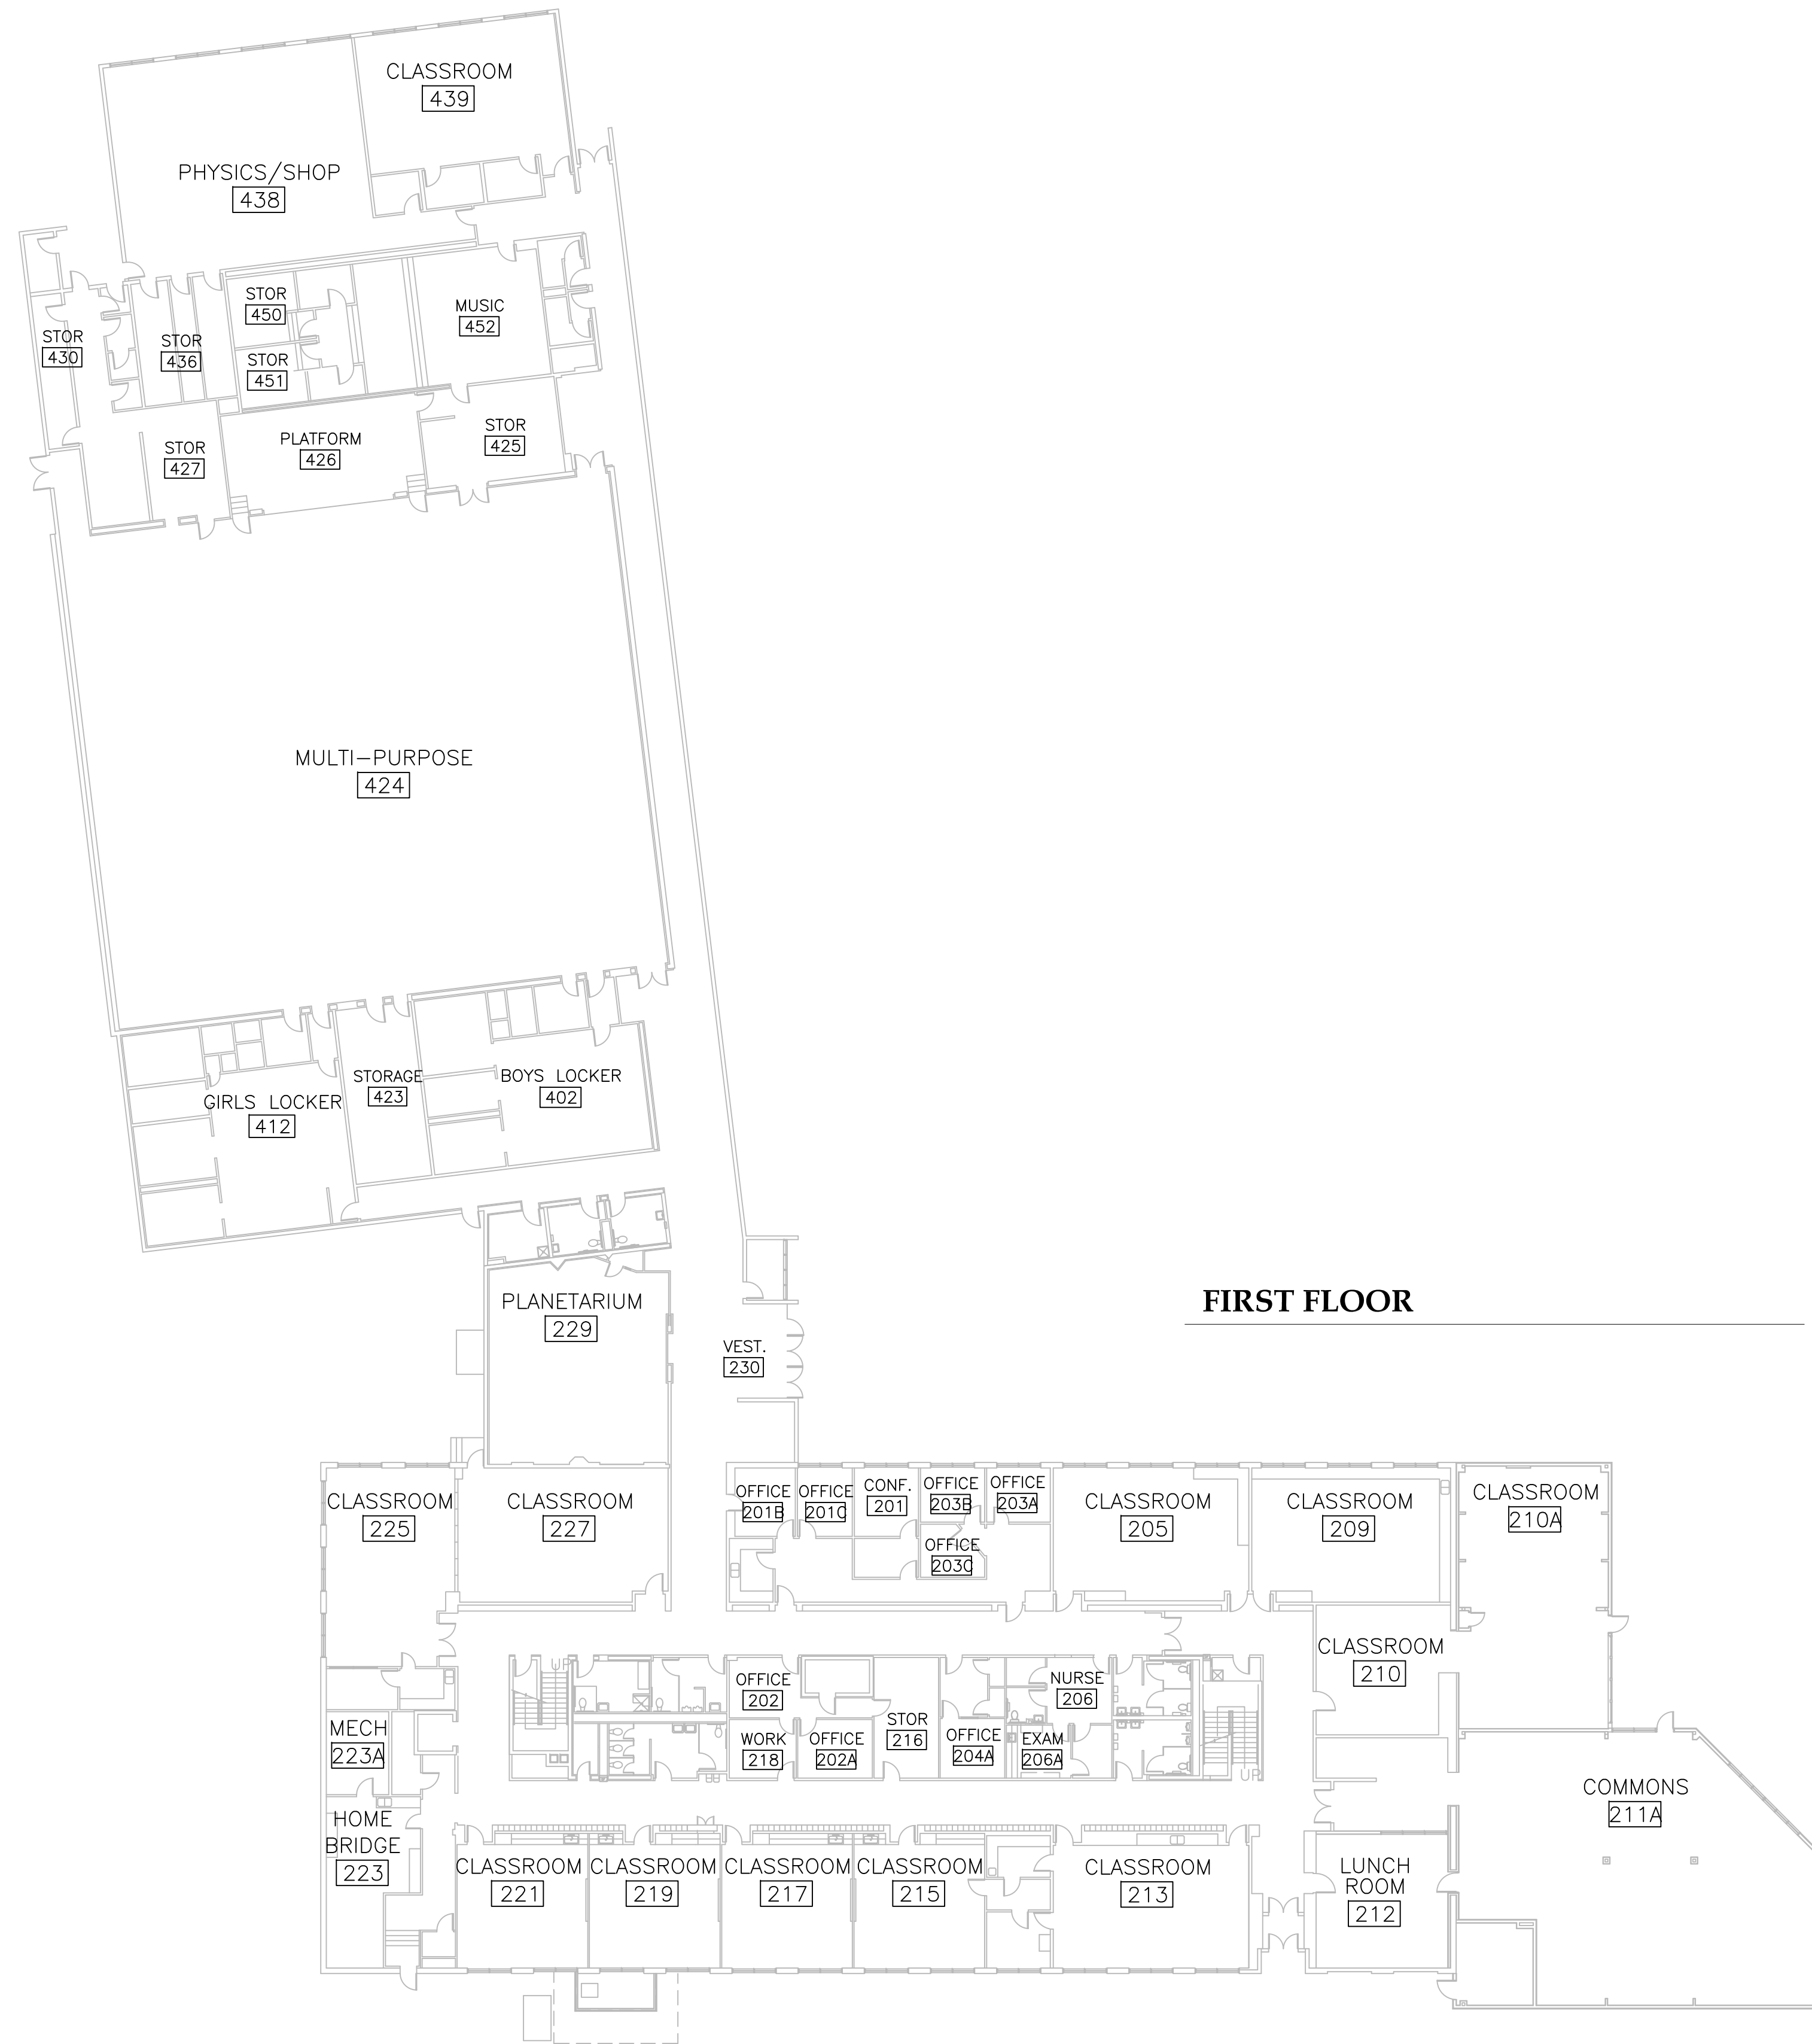 CLASSROOM
439
PHYSICS/SHOP
438
STOR
450
MUSIC
452
STOR
430
STOR
436
STOR
451
STOR
425
PLATFORM
426
STOR
427
MULTI-PURPOSE
424
STORAGE
423
BOYS LOCKER
402
GIRLS LOCKER
412
PLANETARIUM
229
FIRST FLOOR
VEST.
230
CLASSROOM
225
CLASSROOM
227
OFFICE
201B
OFFICE
201C
CONF.
201
OFFICE
203B
OFFICE
203A
OFFICE
203C
CLASSROOM
205
CLASSROOM
209
CLASSROOM
210A
CLASSROOM
210
UP
OFFICE
202
NURSE
206
STOR
216
MECH
223A
WORK
218
OFFICE
202A
OFFICE
204A
EXAM
206A
UP
COMMONS
211A
HOME
BRIDGE
223
CLASSROOM
221
CLASSROOM
219
CLASSROOM
217
CLASSROOM
215
CLASSROOM
213
LUNCH
ROOM
212